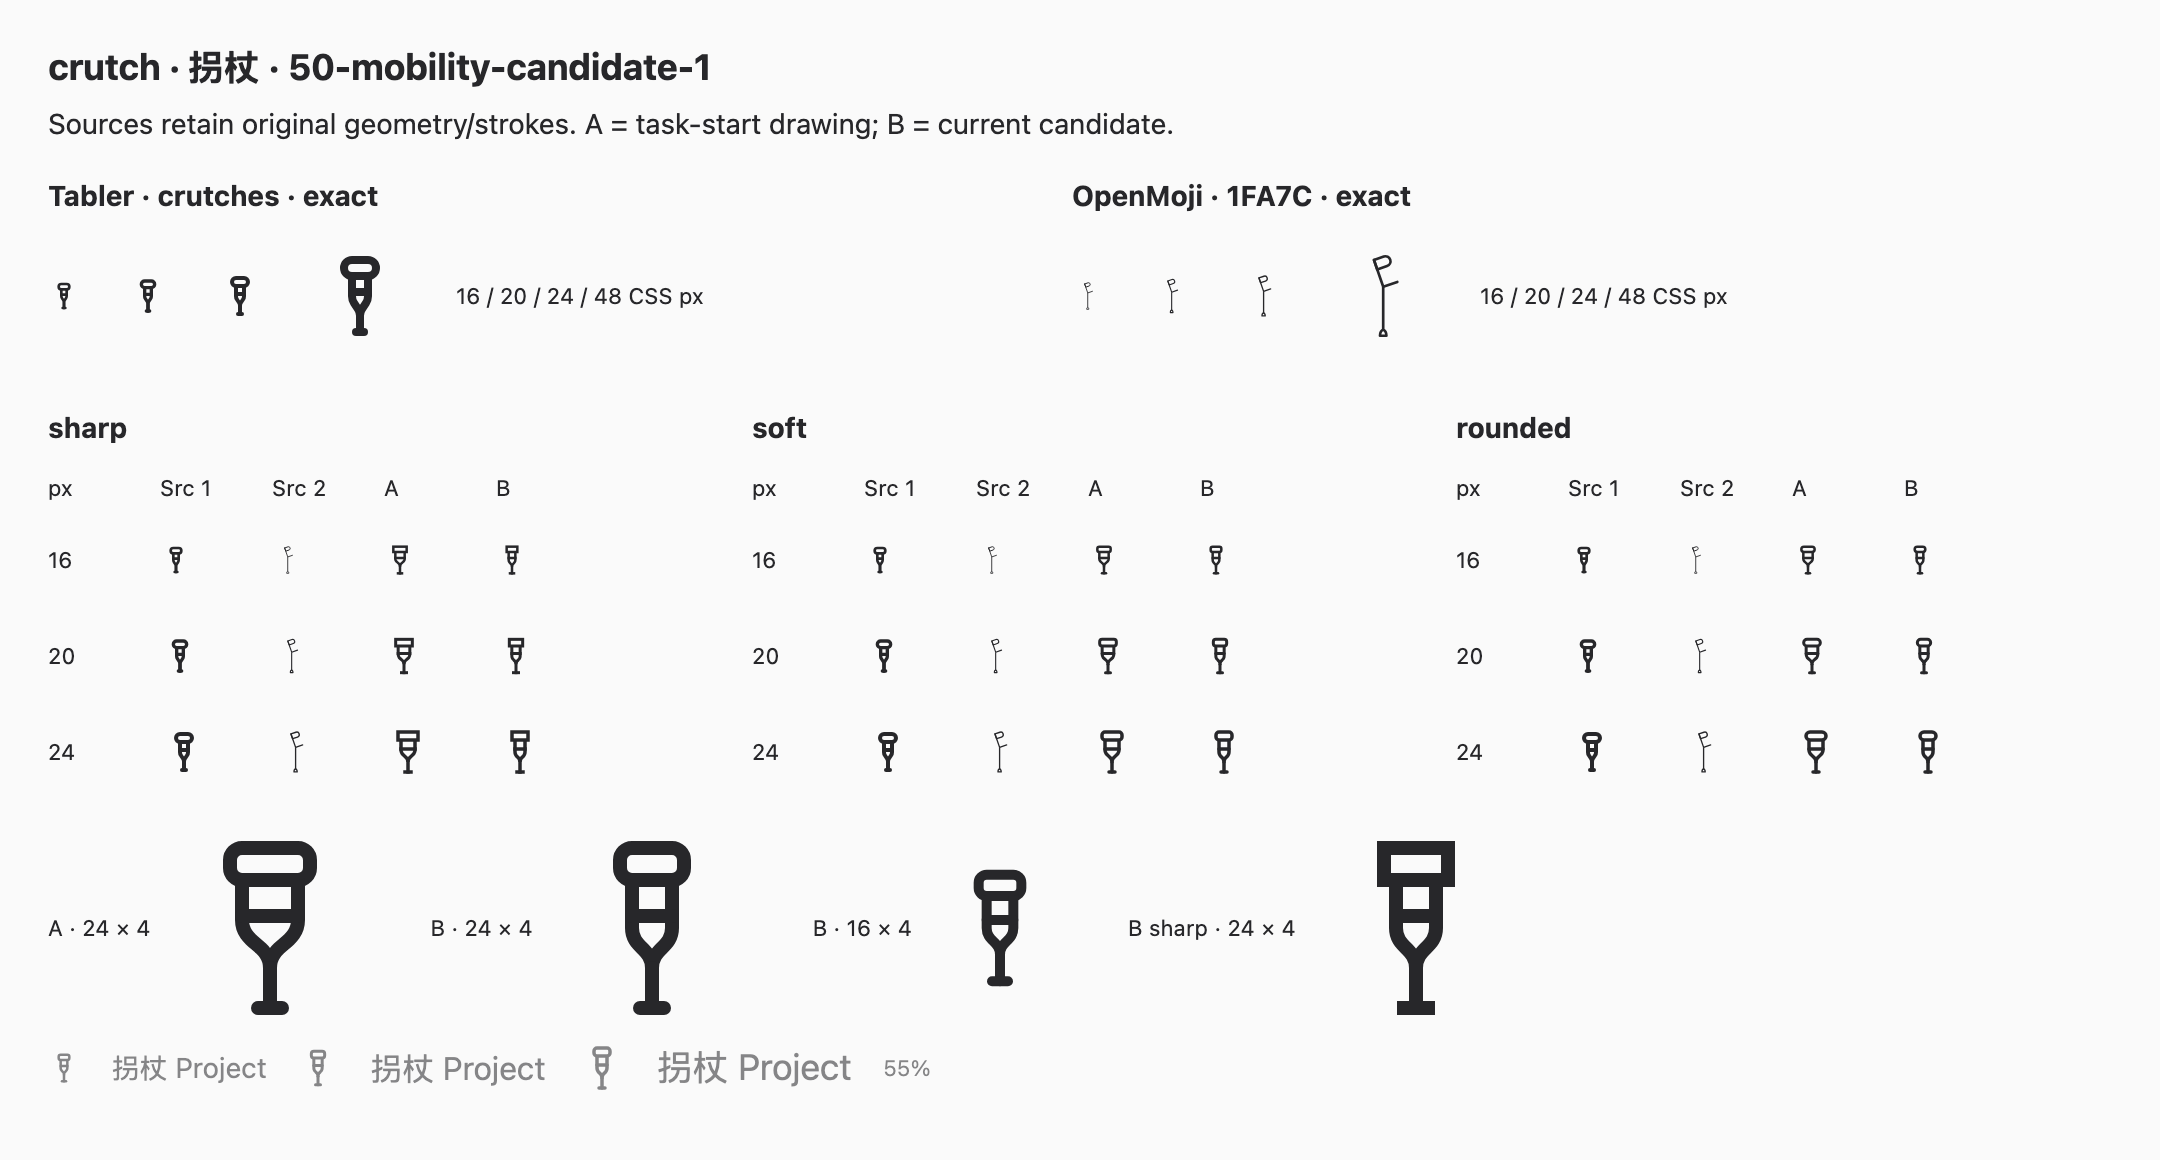 crutch · 拐杖 · 50-mobility-candidate-1
Sources retain original geometry/strokes. A = task-start drawing; B = current candidate.
Tabler · crutches · exact
16 / 20 / 24 / 48 CSS px
OpenMoji · 1FA7C · exact
16 / 20 / 24 / 48 CSS px
sharp
px Src 1 Src 2 A B
16
20
24
soft
px Src 1 Src 2 A B
16
20
24
rounded
px Src 1 Src 2 A B
16
20
24
A · 24 × 4
B · 24 × 4
B · 16 × 4
B sharp · 24 × 4
拐杖 Project 拐杖 Project 拐杖 Project 55%